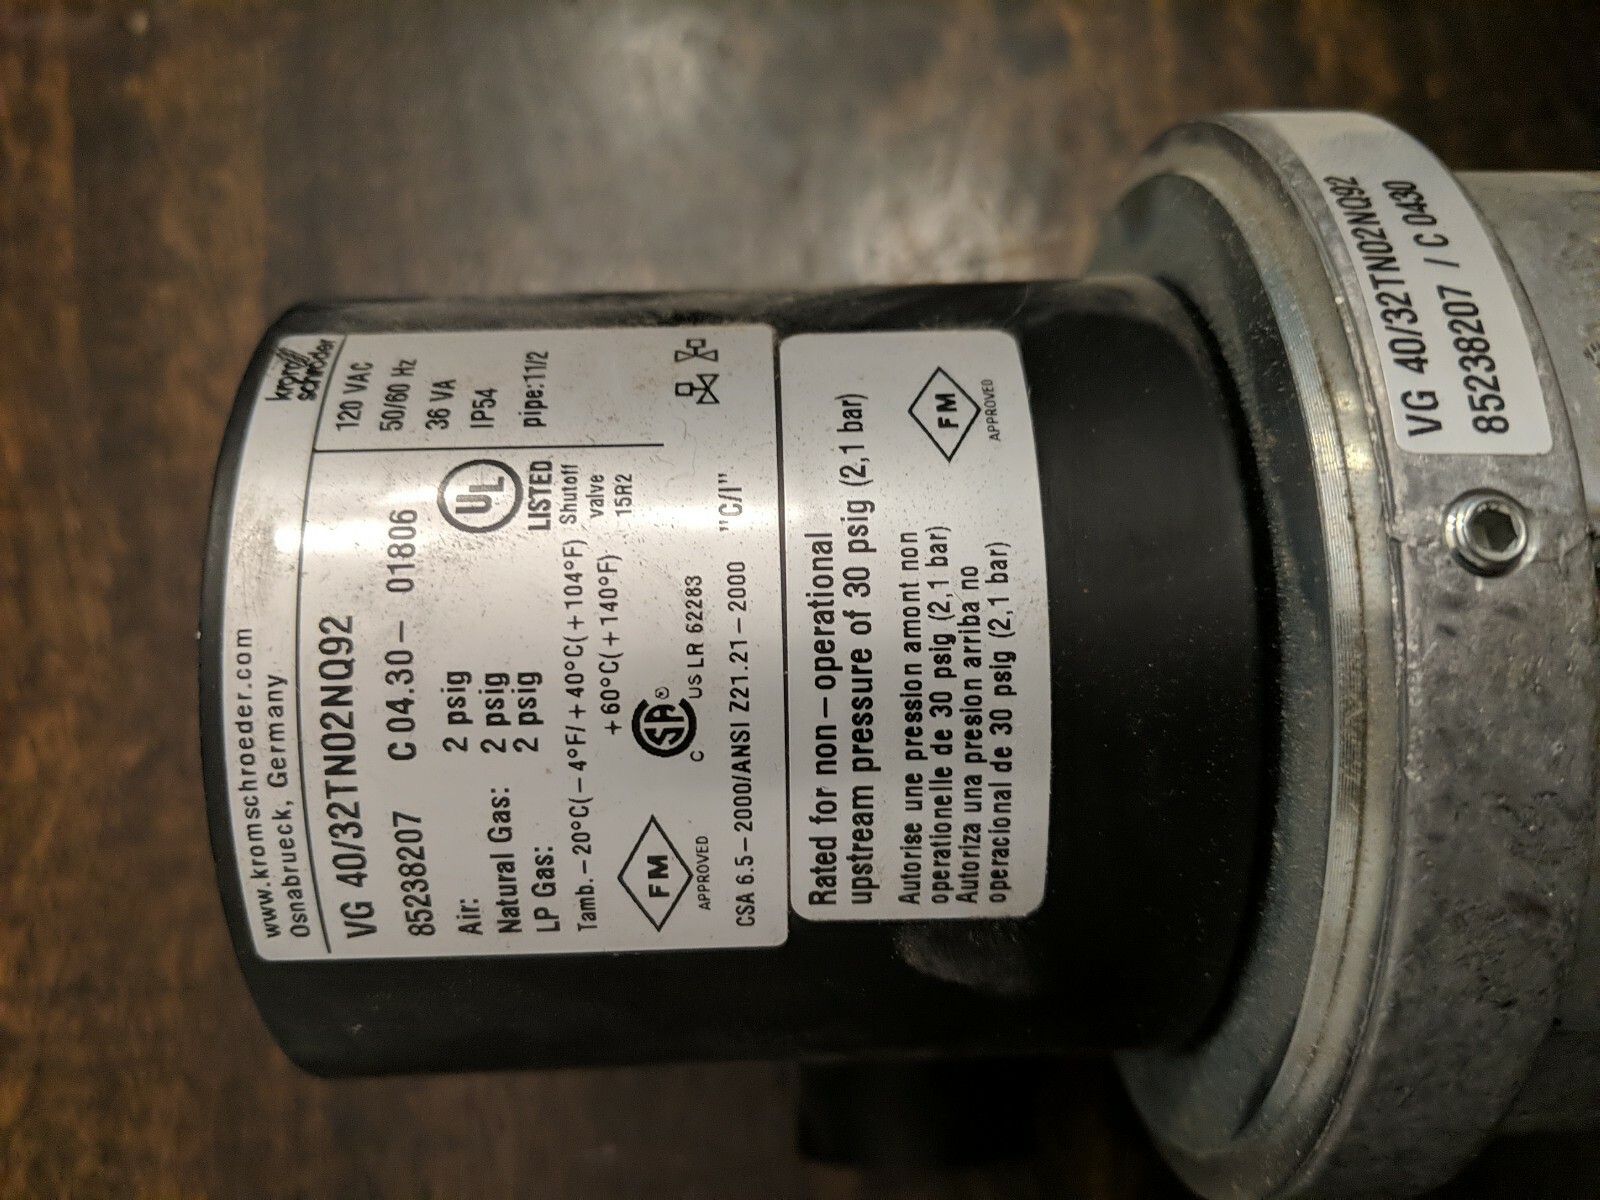 www.kromschroeder.com
Osnabrueck, Germany
krom
schröder
VG 40/32TN02NQ92
85238207 C 04.30– 01806
Air: 2 psig
Natural Gas: 2 psig
LP Gas: 2 psig
Tamb.–20°C(–4°F/+40°C(+104°F)
+60°C(+140°F)
120 VAC
50/60 Hz
36 VA
IP54
pipe:11/2
UL
LISTED
Shutoff
valve
15R2
FM
APPROVED
C SA ® US LR 62283
CSA 6.5–2000/ANSI Z21.21–2000 "C/I"
Rated for non–operational
upstream pressure of 30 psig (2,1 bar)
Autorise une pression amont non
operationelle de 30 psig (2,1 bar)
Autoriza una presion arriba no
operacional de 30 psig (2,1 bar)
FM
APPROVED
VG 40/32TN02NQ92
85238207 / C 0430